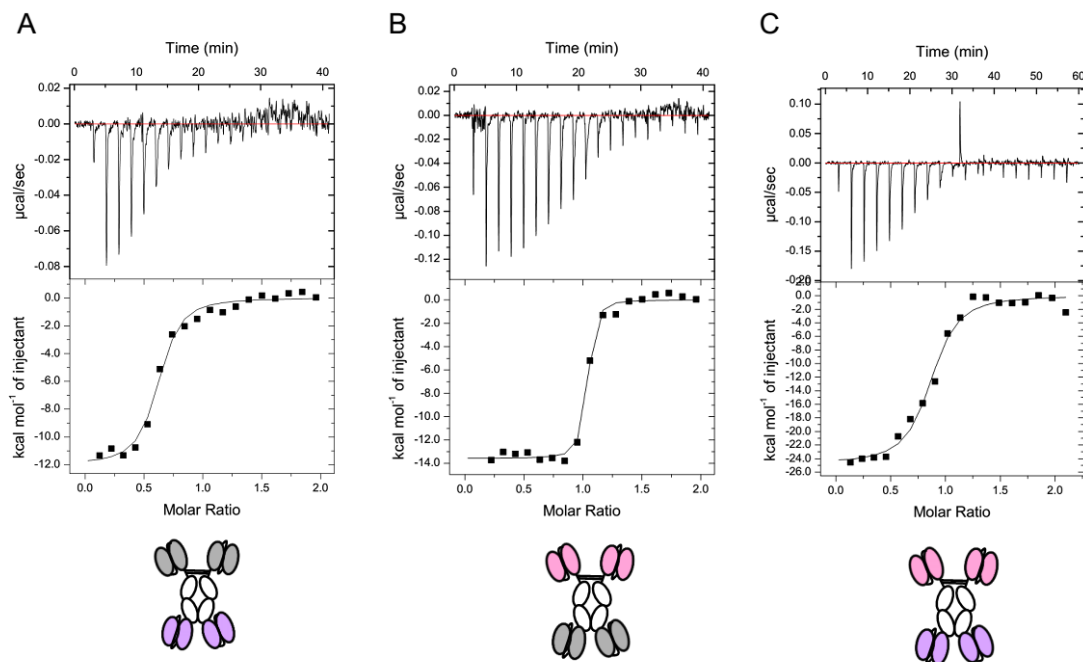 A
Time (min)
0 10 20 30 40
0.02
0.00
-0.02
-0.04
-0.06
-0.08
µcal/sec
0.0
-2.0
-4.0
-6.0
-8.0
-10.0
-12.0
kcal mol⁻¹ of injectant
0.0 0.5 1.0 1.5 2.0
Molar Ratio
B
Time (min)
0 10 20 30 40
0.02
0.00
-0.02
-0.04
-0.06
-0.08
-0.10
-0.12
µcal/sec
0.0
-2.0
-4.0
-6.0
-8.0
-10.0
-12.0
-14.0
kcal mol⁻¹ of injectant
0.0 0.5 1.0 1.5 2.0
Molar Ratio
C
Time (min)
0 10 20 30 40 50 60
0.10
0.05
0.00
-0.05
-0.10
-0.15
-0.20
µcal/sec
0.0
-2.0
-4.0
-6.0
-8.0
-10.0
-12.0
-14.0
-16.0
-18.0
-20.0
-22.0
-24.0
-26.0
kcal mol⁻¹ of injectant
0.0 0.5 1.0 1.5 2.0
Molar Ratio